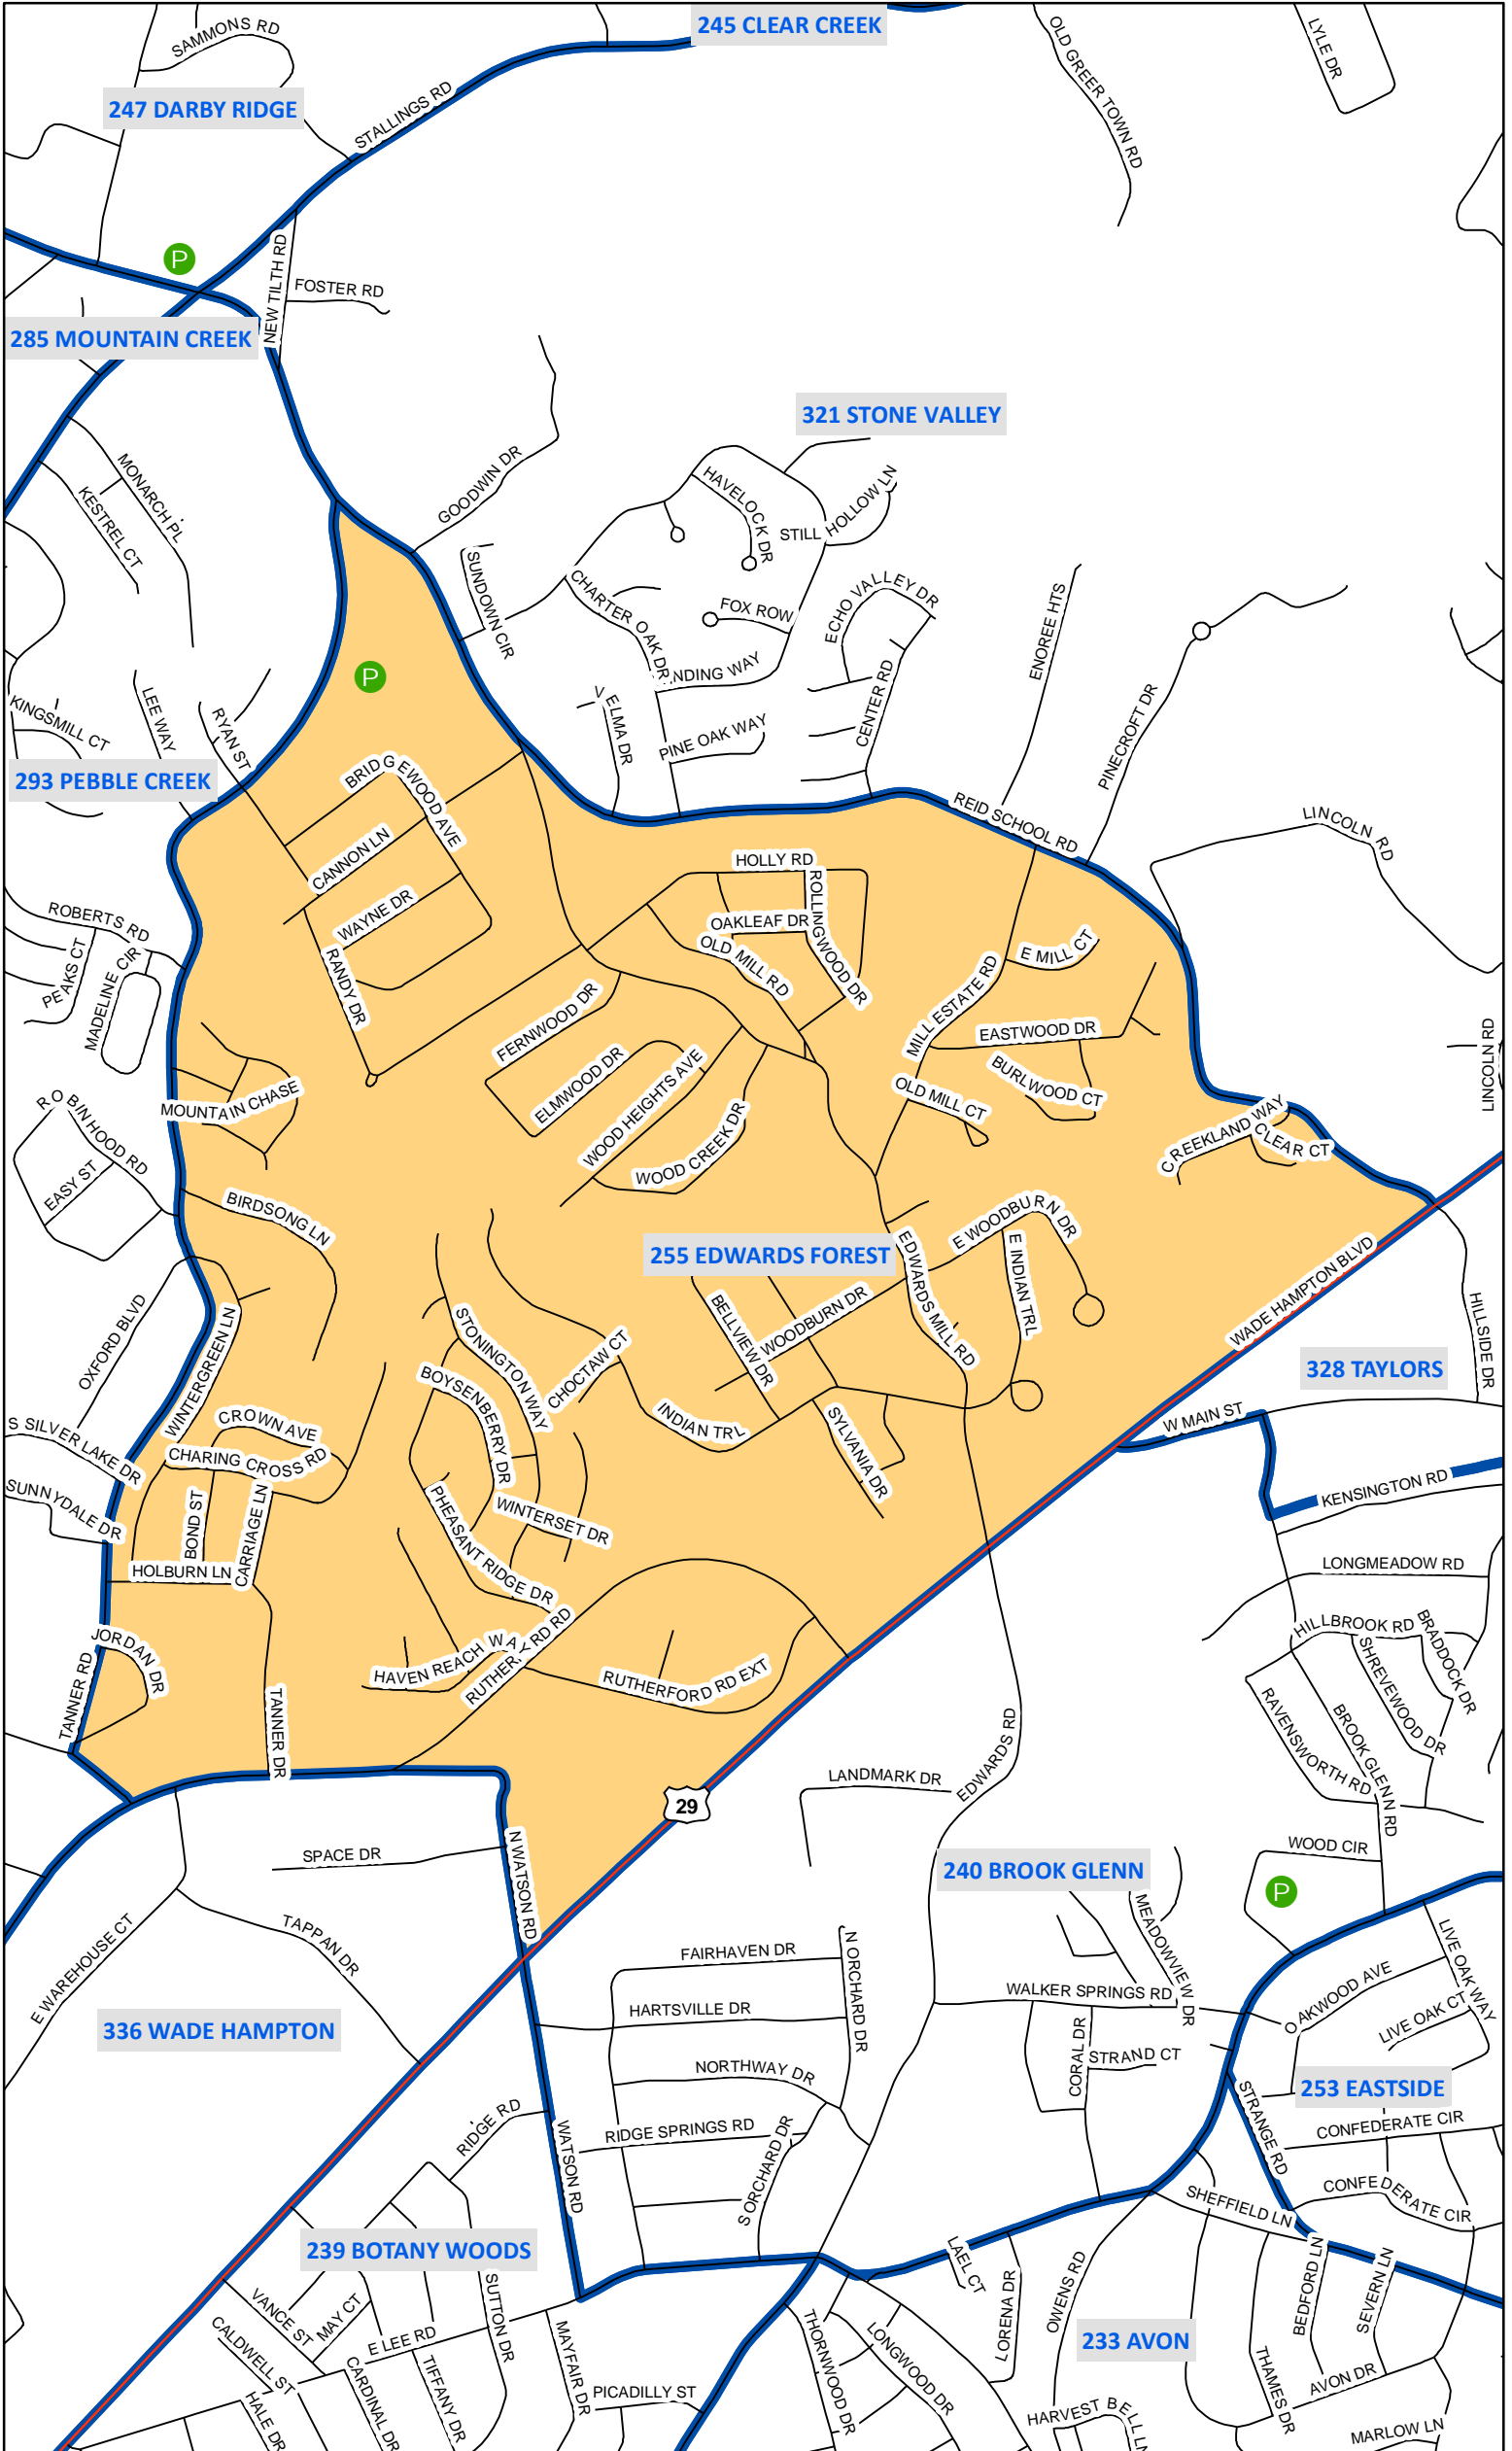 245 CLEAR CREEK
SAMMONS RD
OLD GREER TOWN RD
LYLE DR
247 DARBY RIDGE
STALLINGS RD
P
NEW TILTH RD
FOSTER RD
285 MOUNTAIN CREEK
321 STONE VALLEY
MONARCH PL
KESTREL CT
GOODWIN DR
HAVELOCK DR
STILL HOLLOW LN
SUNDOWN CIR
CHARTER OAK DR
FOX ROW
ECHO VALLEY DR
ENOREE HTS
P
NDING WAY
LEE WAY
RYAN ST
KINGSMILL CT
VELMA DR
PINE OAK WAY
CENTER RD
PINECROFT DR
293 PEBBLE CREEK
BRIDGEWOOD AVE
REID SCHOOL RD
LINCOLN RD
CANNON LN
HOLLY RD
ROLLINGWOOD DR
WAYNE DR
OAKLEAF DR
OLD MILL RD
ROBERTS RD
PEAKS CT
MADELINE CIR
RANDY DR
E MILL CT
MILL ESTATE RD
FERNWOOD DR
EASTWOOD DR
LINCOLN RD
ELMWOOD DR
WOOD HEIGHTS AVE
BURLWOOD CT
OLD MILL CT
MOUNTAIN CHASE
ROBINHOOD RD
EASY ST
WOOD CREEK DR
CREEKLAND WAY
CLEAR CT
BIRDSONG LN
E WOODBURN DR
255 EDWARDS FOREST
EDWARDS MILL RD
E INDIAN TRL
WADE HAMPTON BLVD
BELLVIEW DR
WOODBURN DR
HILLSIDE DR
OXFORD BLVD
WINTERGREEN LN
STONINGTON WAY
CHOCTAW CT
328 TAYLORS
BOYSENBERRY DR
INDIAN TRL
SYLVANIA DR
W MAIN ST
CROWN AVE
S SILVER LAKE DR
CHARING CROSS RD
SUNNYDALE DR
BOND ST
CARRIAGE LN
PHEASANT RIDGE DR
WINTERSET DR
KENSINGTON RD
HOLBURN LN
LONGMEADOW RD
JORDAN DR
HAVEN REACH WAY
RUTHERFORD RD
RUTHERFORD RD EXT
HILLBROOK RD
BRADDOCK DR
SHREVEWOOD DR
TANNER RD
TANNER DR
RAVENSWORTH RD
BROOK GLENN RD
EDWARDS RD
LANDMARK DR
29
SPACE DR
N WATSON RD
WOOD CIR
240 BROOK GLENN
P
TAPPAN DR
E WAREHOUSE CT
FAIRHAVEN DR
N ORCHARD DR
MEADOWVIEW DR
LIVE OAK WAY
OAKWOOD AVE
WALKER SPRINGS RD
336 WADE HAMPTON
HARTSVILLE DR
LIVE OAK CT
CORAL DR
STRAND CT
NORTHWAY DR
253 EASTSIDE
RIDGE RD
WATSON RD
RIDGE SPRINGS RD
S ORCHARD DR
STRANGE RD
CONFEDERATE CIR
CONFEDERATE CIR
SHEFFIELD LN
239 BOTANY WOODS
LAEL CT
LORENA DR
OWENS RD
BEDFORD LN
SEVERN LN
VANCE ST
MAY CT
SUTTON DR
E LEE RD
CALDWELL ST
CARDINAL DR
TIFFANY DR
MAYFAIR DR
THORNWOOD DR
LONGWOOD DR
233 AVON
THAMES DR
AVON DR
PICADILLY ST
HALE DR
HARVEST BELL LN
MARLOW LN